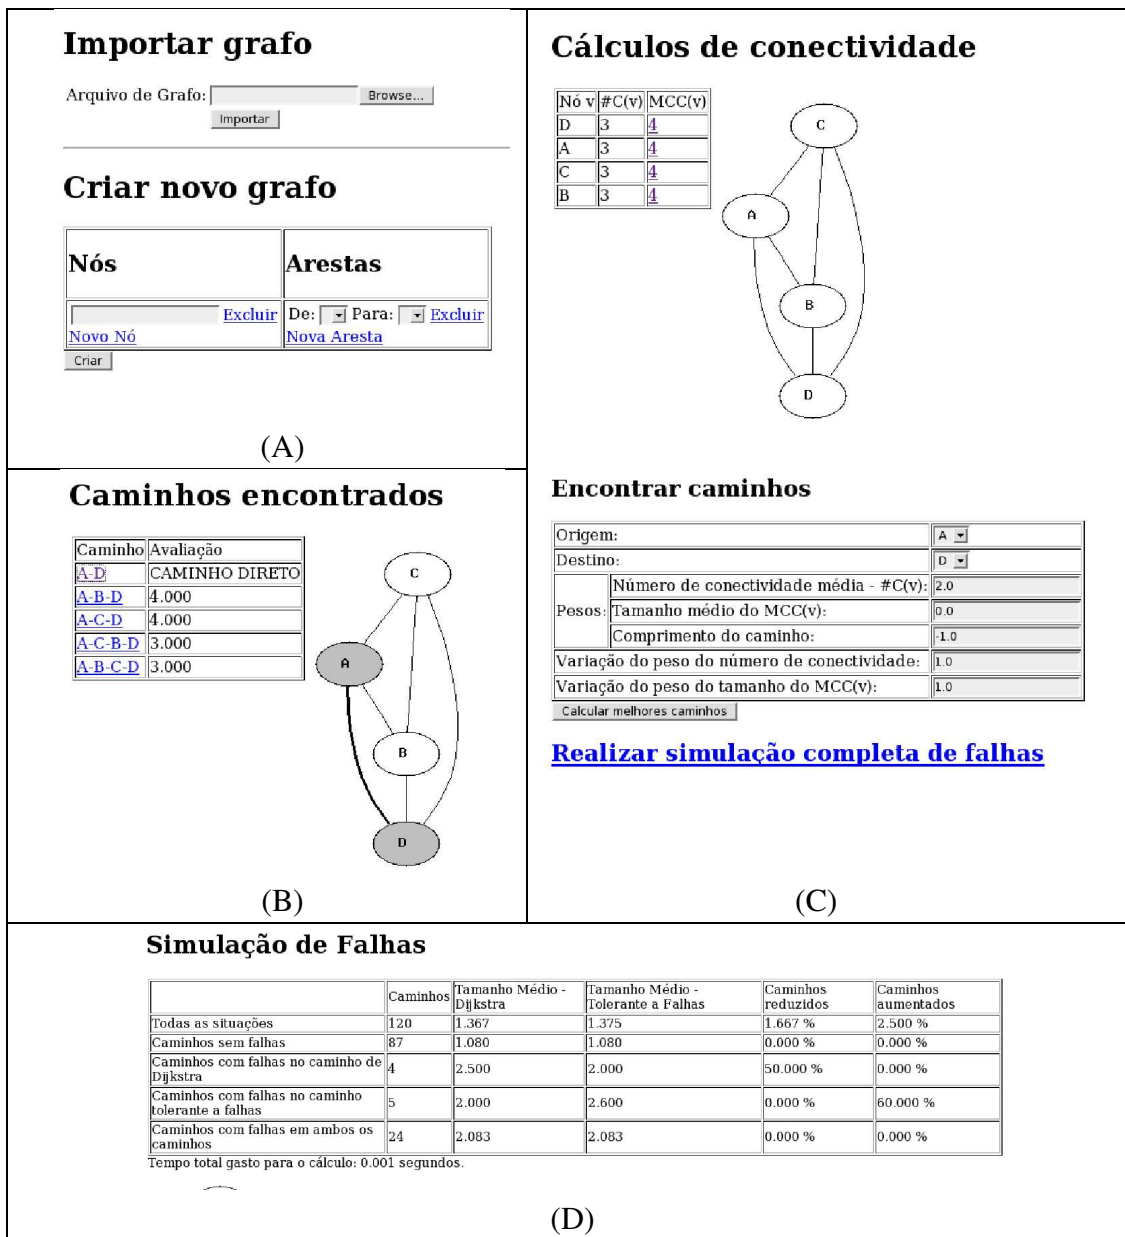 Importar grafo
Arquivo de Grafo: Browse...
Importar
Criar novo grafo
Nós Arestas
Excluir De: Para: Excluir
Novo Nó Nova Aresta
Criar
(A)
Cálculos de conectividade
Nó v #C(v) MCC(v)
D 3 4
A 3 4
C 3 4
B 3 4
C
A
B
D
Encontrar caminhos
Origem: A
Destino: D
Pesos: Número de conectividade média - #C(v): 2.0
Tamanho médio do MCC(v): 0.0
Comprimento do caminho: -1.0
Variação do peso do número de conectividade: 1.0
Variação do peso do tamanho do MCC(v): 1.0
Calcular melhores caminhos
Realizar simulação completa de falhas
(C)
Caminhos encontrados
Caminho Avaliação
A-D CAMINHO DIRETO
A-B-D 4.000
A-C-D 4.000
A-C-B-D 3.000
A-B-C-D 3.000
C
A
B
D
(B)
Simulação de Falhas
Caminhos Tamanho Médio - Dijkstra Tamanho Médio - Tolerante a Falhas Caminhos reduzidos Caminhos aumentados
Todas as situações 120 1.367 1.375 1.667 % 2.500 %
Caminhos sem falhas 87 1.080 1.080 0.000 % 0.000 %
Caminhos com falhas no caminho de Dijkstra 4 2.500 2.000 50.000 % 0.000 %
Caminhos com falhas no caminho tolerante a falhas 5 2.000 2.600 0.000 % 60.000 %
Caminhos com falhas em ambos os caminhos 24 2.083 2.083 0.000 % 0.000 %
Tempo total gasto para o cálculo: 0.001 segundos.
(D)